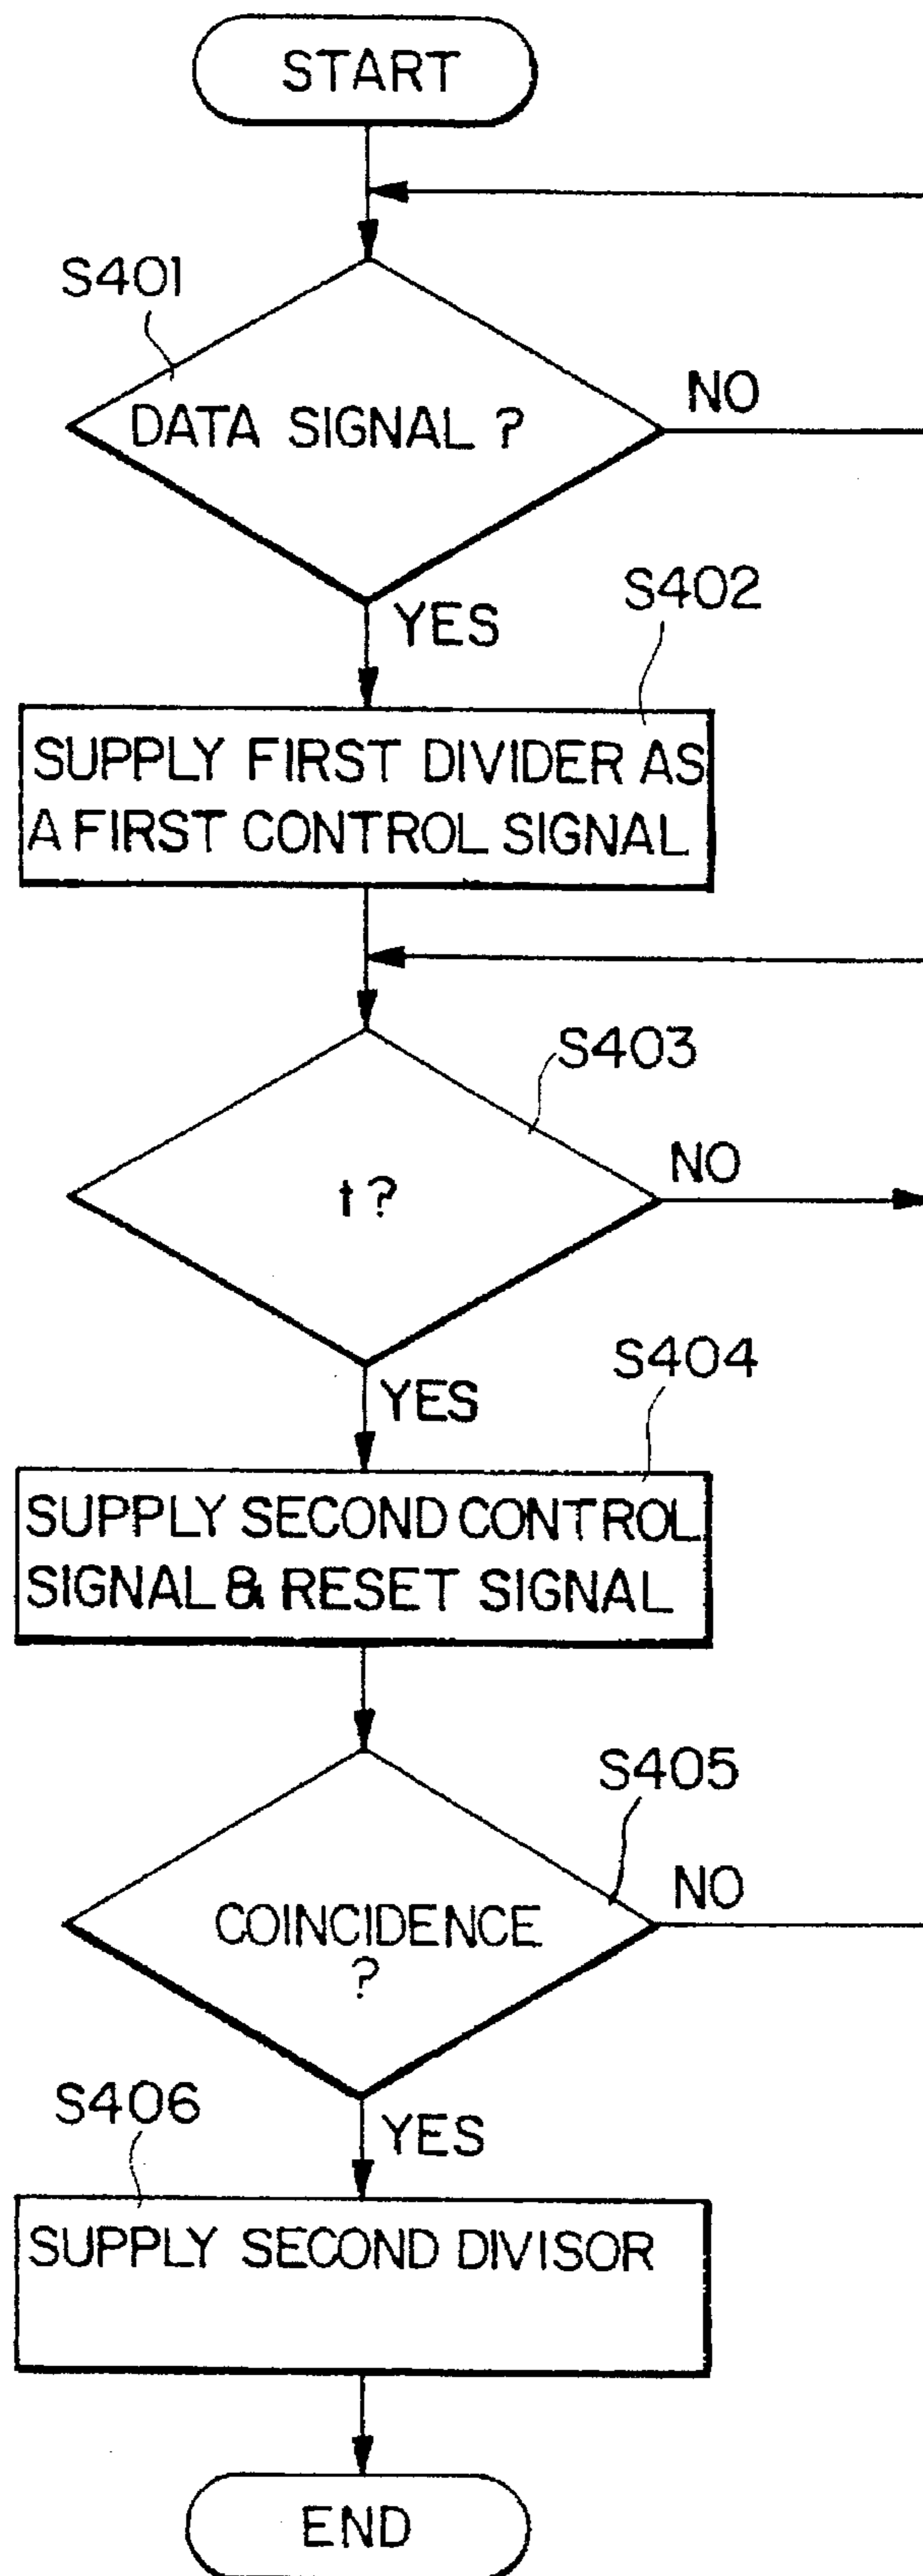 START
S401
DATA SIGNAL ?
NO
YES
S402
SUPPLY FIRST DIVIDER AS
A FIRST CONTROL SIGNAL
S403
t ?
NO
YES
S404
SUPPLY SECOND CONTROL
SIGNAL & RESET SIGNAL
S405
COINCIDENCE
?
NO
YES
S406
SUPPLY SECOND DIVISOR
END